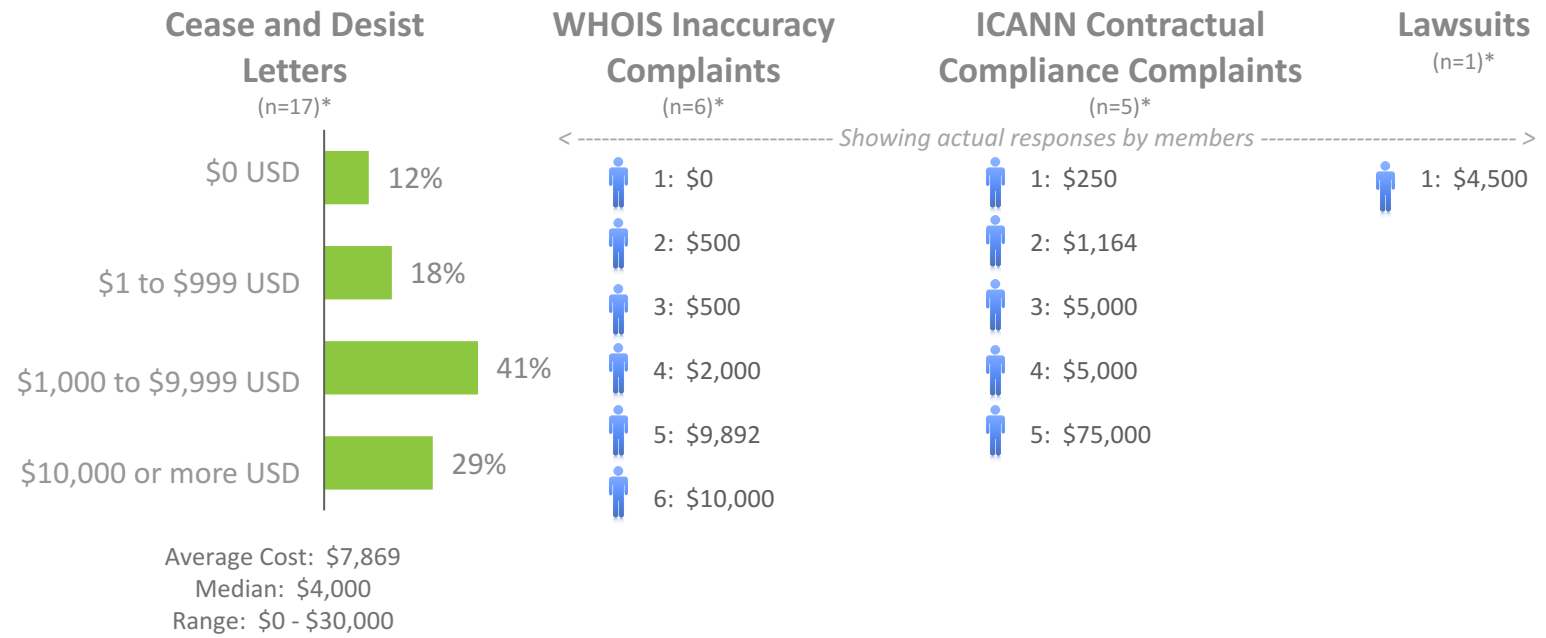 Cease and Desist
Letters
(n=17)*
WHOIS Inaccuracy
Complaints
(n=6)*
ICANN Contractual
Compliance Complaints
(n=5)*
Lawsuits
(n=1)*
< -------------------------------- Showing actual responses by members -------------------------------- >
$0 USD
12%
$1 to $999 USD
18%
$1,000 to $9,999 USD
41%
$10,000 or more USD
29%
Average Cost: $7,869
Median: $4,000
Range: $0 - $30,000
1: $0
2: $500
3: $500
4: $2,000
5: $9,892
6: $10,000
1: $250
2: $1,164
3: $5,000
4: $5,000
5: $75,000
1: $4,500